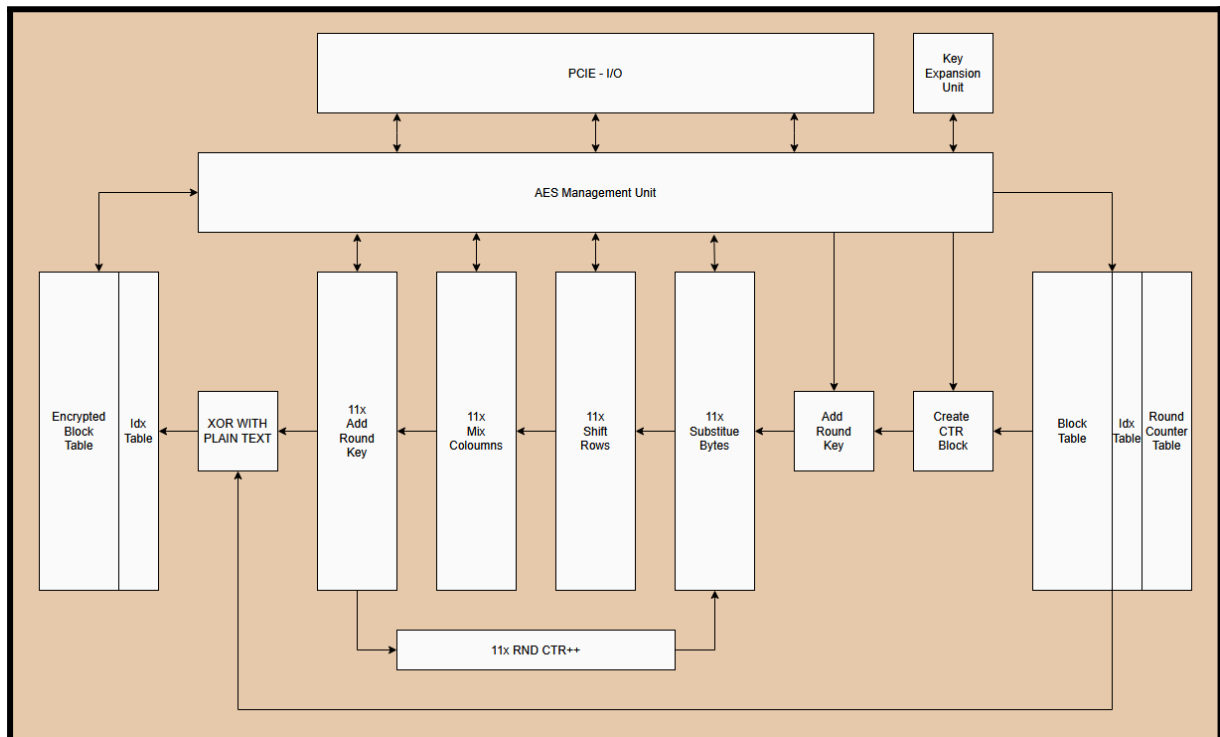 PCIE - I/O
Key
Expansion
Unit
AES Management Unit
Encrypted
Block
Table
Idx
Table
XOR WITH
PLAIN TEXT
11x
Add
Round
Key
11x
Mix
Coloumns
11x
Shift
Rows
11x
Substitue
Bytes
Add
Round
Key
Create
CTR
Block
Block
Table
Idx
Table
Round
Counter
Table
11x RND CTR++